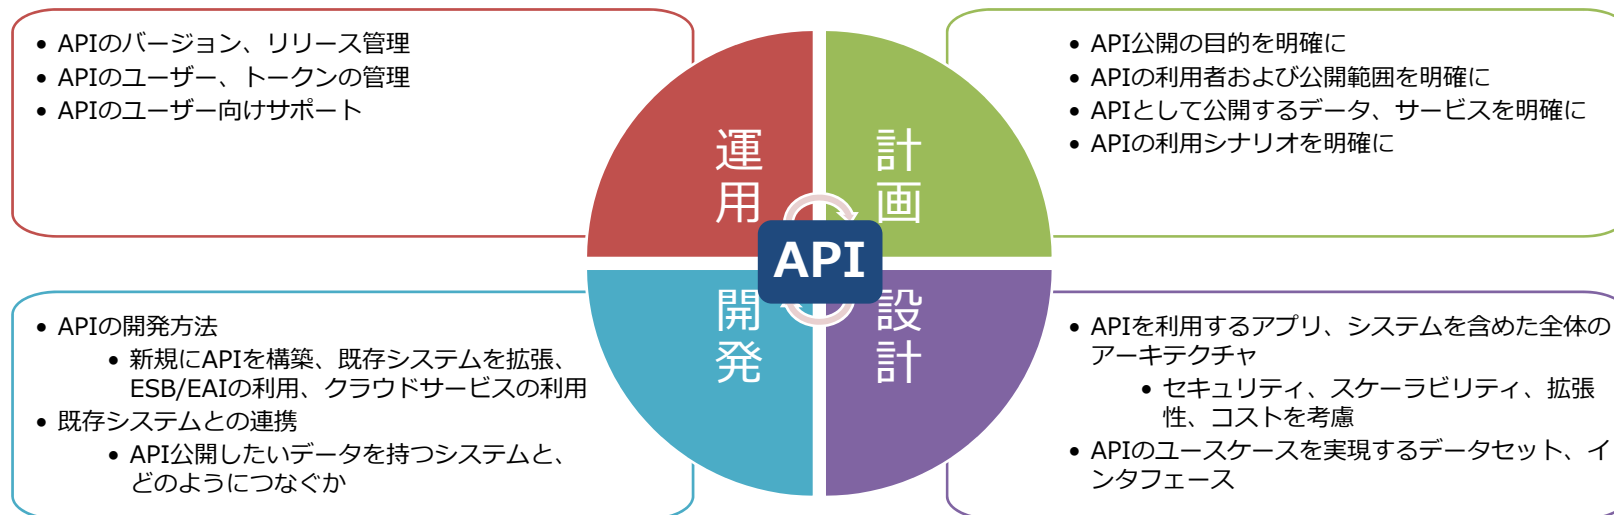 • APIのバージョン、リリース管理
• APIのユーザー、トークンの管理
• APIのユーザー向けサポート
• API公開の目的を明確に
• APIの利用者および公開範囲を明確に
• APIとして公開するデータ、サービスを明確に
• APIの利用シナリオを明確に
運用
計画
API
開発
設計
• APIの開発方法
• 新規にAPIを構築、既存システムを拡張、
ESB/EAIの利用、クラウドサービスの利用
• 既存システムとの連携
• API公開したいデータを持つシステムと、
どのようにつなぐか
• APIを利用するアプリ、システムを含めた全体の
アーキテクチャ
• セキュリティ、スケーラビリティ、拡張
性、コストを考慮
• APIのユースケースを実現するデータセット、イ
ンタフェース